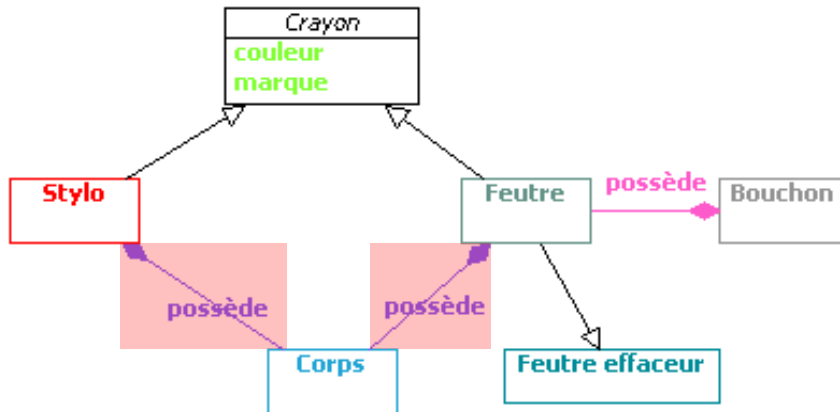 Crayon
couleur
marque
Stylo
Feutre
possède
Bouchon
possède
possède
Corps
Feutre effaceur